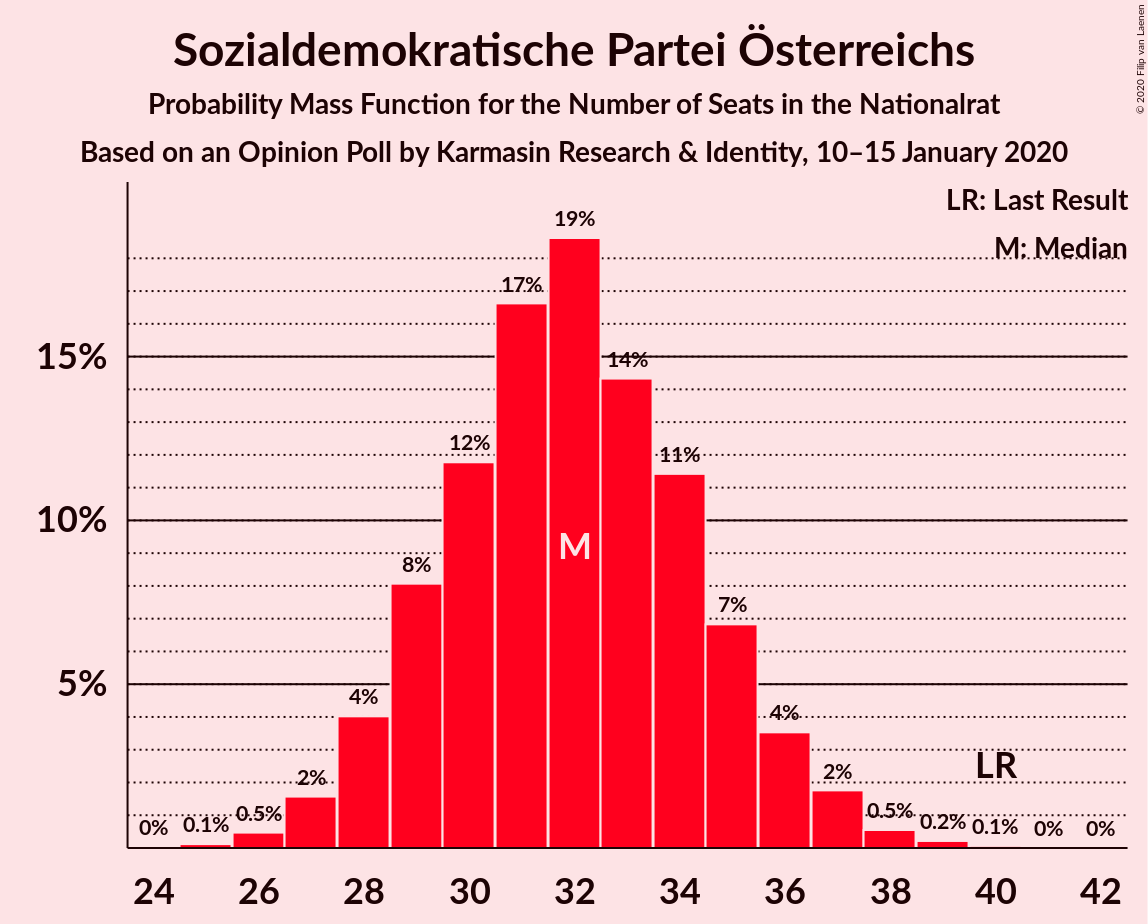 Sozialdemokratische Partei Österreichs
Probability Mass Function for the Number of Seats in the Nationalrat
Based on an Opinion Poll by Karmasin Research & Identity, 10–15 January 2020
© 2020 Filip van Laenen
LR: Last Result
M: Median
15%
10%
5%
0%
0.1%
0.5%
2%
4%
8%
12%
17%
19%
14%
11%
7%
4%
2%
0.5%
0.2%
0.1%
0%
0%
M
LR
24 26 28 30 32 34 36 38 40 42